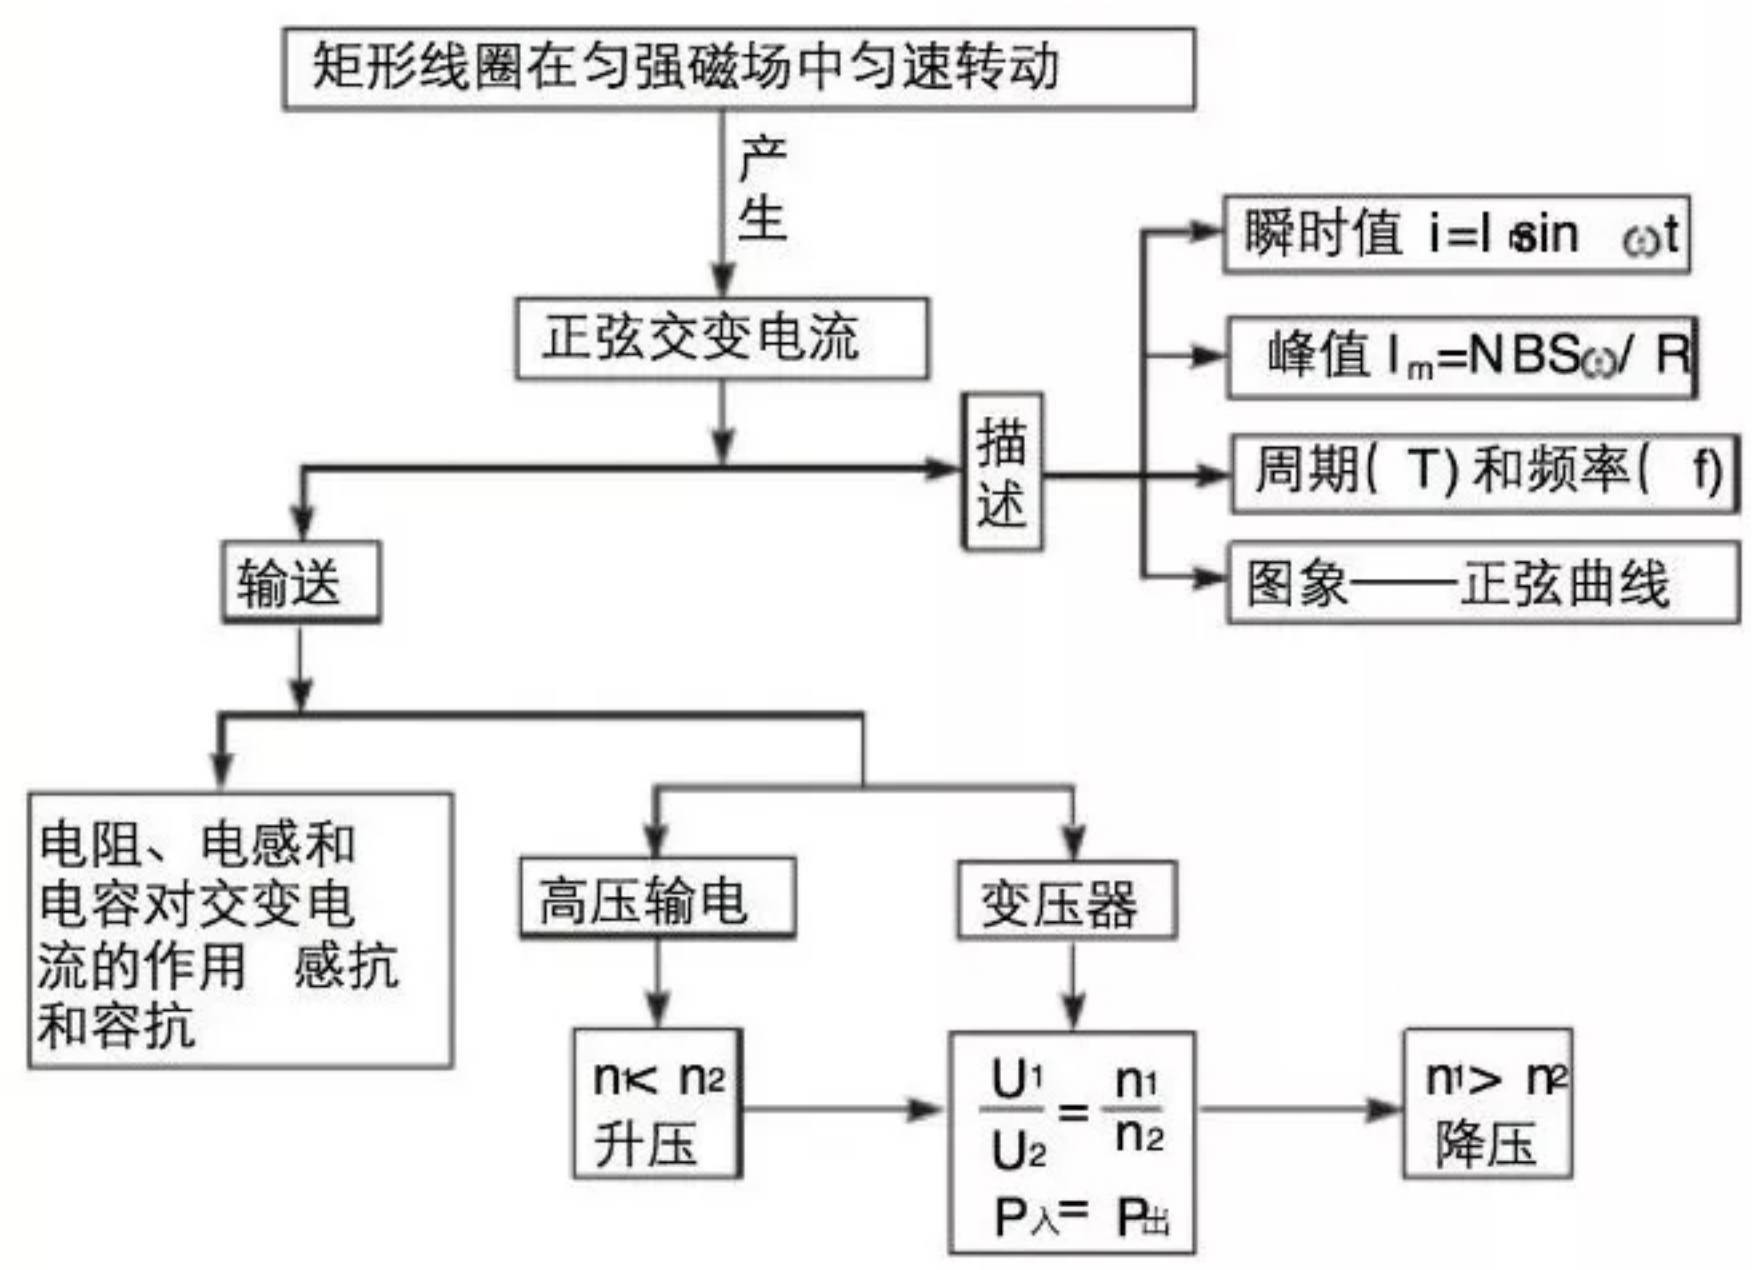 矩形线圈在匀强磁场中匀速转动
产
生
正弦交变电流
瞬时值 i=I m sin ωt
峰值 Im=NBSω/ R
描
述
周期( T)和频率( f)
图象——正弦曲线
输送
电阻、电感和
电容对交变电
流的作用 感抗
和容抗
高压输电
变压器
n1< n2
升压
U1/U2 = n1/n2
P入= P出
n1> n2
降压